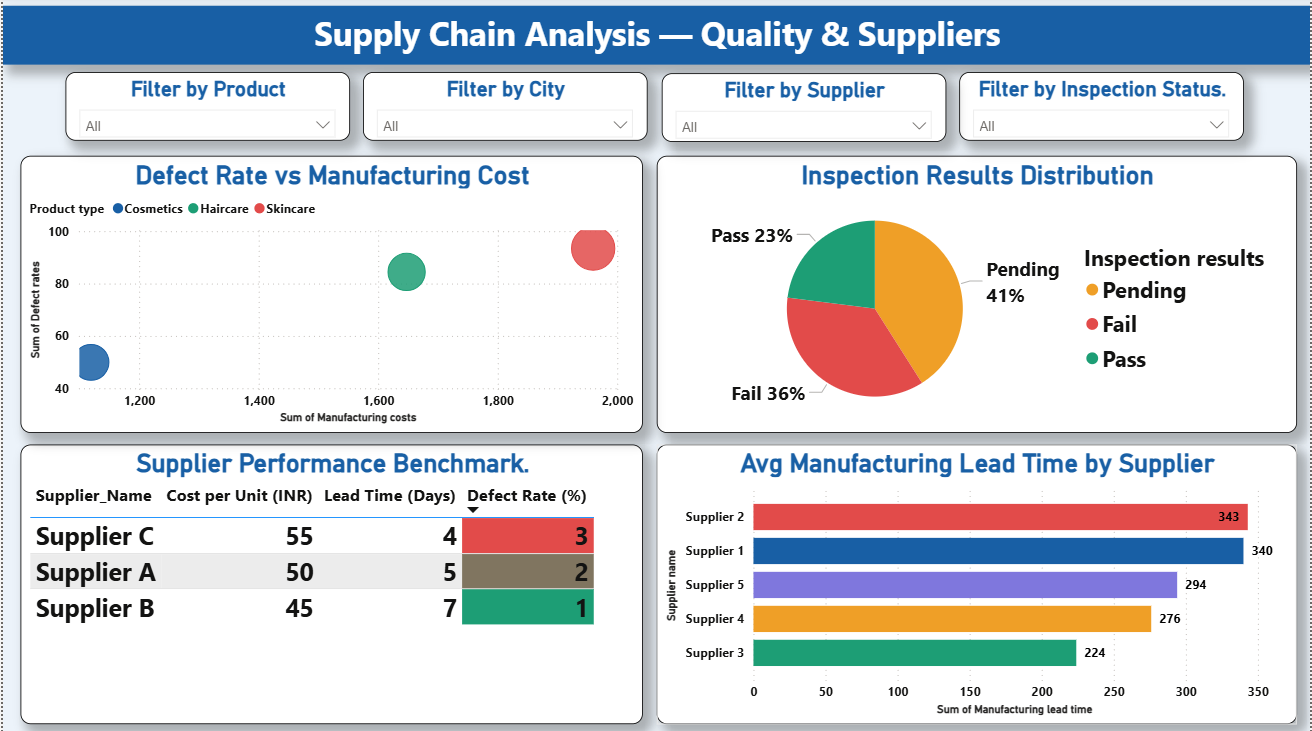 Supply Chain Analysis — Quality & Suppliers
Filter by Product
All
Filter by City
All
Filter by Supplier
All
Filter by Inspection Status.
All
Defect Rate vs Manufacturing Cost
Product type Cosmetics Haircare Skincare
100
80
60
40
Sum of Defect rates
1,200 1,400 1,600 1,800 2,000
Sum of Manufacturing costs
Inspection Results Distribution
Pass 23%
Pending
41%
Fail 36%
Inspection results
Pending
Fail
Pass
Supplier Performance Benchmark.
Supplier_Name Cost per Unit (INR) Lead Time (Days) Defect Rate (%)
Supplier C 55 4 3
Supplier A 50 5 2
Supplier B 45 7 1
Avg Manufacturing Lead Time by Supplier
Supplier name
Supplier 2 343
Supplier 1 340
Supplier 5 294
Supplier 4 276
Supplier 3 224
0 50 100 150 200 250 300 350
Sum of Manufacturing lead time